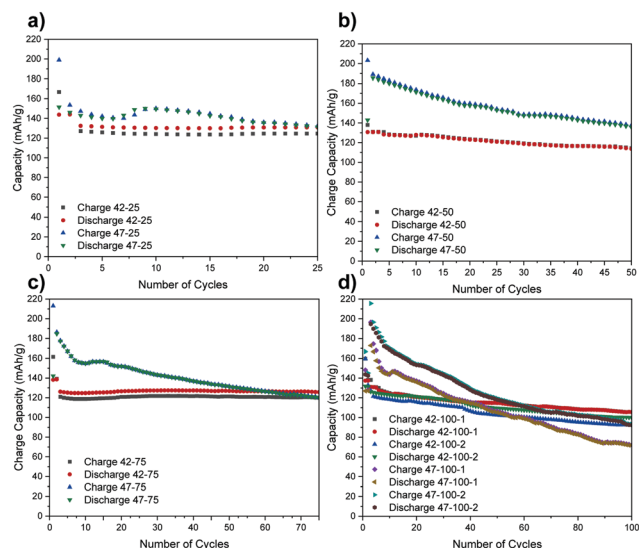 a)
220
200
180
160
140
120
100
80
60
40
20
0
Capacity (mAh/g)
Charge 42-25
Discharge 42-25
Charge 47-25
Discharge 47-25
0 5 10 15 20 25
Number of Cycles
b)
220
200
180
160
140
120
100
80
60
40
20
0
Charge Capacity (mAh/g)
Charge 42-50
Discharge 42-50
Charge 47-50
Discharge 47-50
0 10 20 30 40 50
Number of Cycles
c)
220
200
180
160
140
120
100
80
60
40
20
0
Charge Capacity (mAh/g)
Charge 42-75
Discharge 42-75
Charge 47-75
Discharge 47-75
0 10 20 30 40 50 60 70
Number of Cycles
d)
220
200
180
160
140
120
100
80
60
40
20
0
Capacity (mAh/g)
Charge 42-100-1
Discharge 42-100-1
Charge 42-100-2
Discharge 42-100-2
Charge 47-100-1
Discharge 47-100-1
Charge 47-100-2
Discharge 47-100-2
0 20 40 60 80 100
Number of Cycles